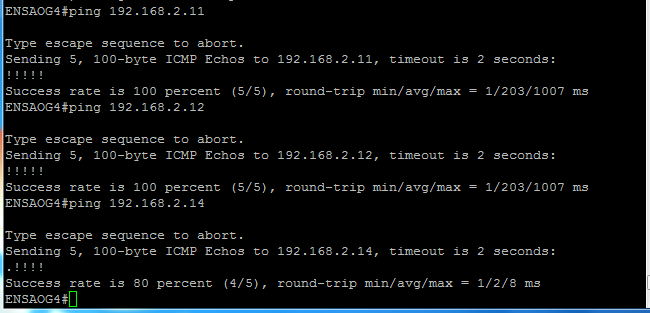 ENSAOG4#ping 192.168.2.11
Type escape sequence to abort.
Sending 5, 100-byte ICMP Echos to 192.168.2.11, timeout is 2 seconds:
!!!!!
Success rate is 100 percent (5/5), round-trip min/avg/max = 1/203/1007 ms
ENSAOG4#ping 192.168.2.12
Type escape sequence to abort.
Sending 5, 100-byte ICMP Echos to 192.168.2.12, timeout is 2 seconds:
!!!!!
Success rate is 100 percent (5/5), round-trip min/avg/max = 1/203/1007 ms
ENSAOG4#ping 192.168.2.14
Type escape sequence to abort.
Sending 5, 100-byte ICMP Echos to 192.168.2.14, timeout is 2 seconds:
.!!!!
Success rate is 80 percent (4/5), round-trip min/avg/max = 1/2/8 ms
ENSAOG4#